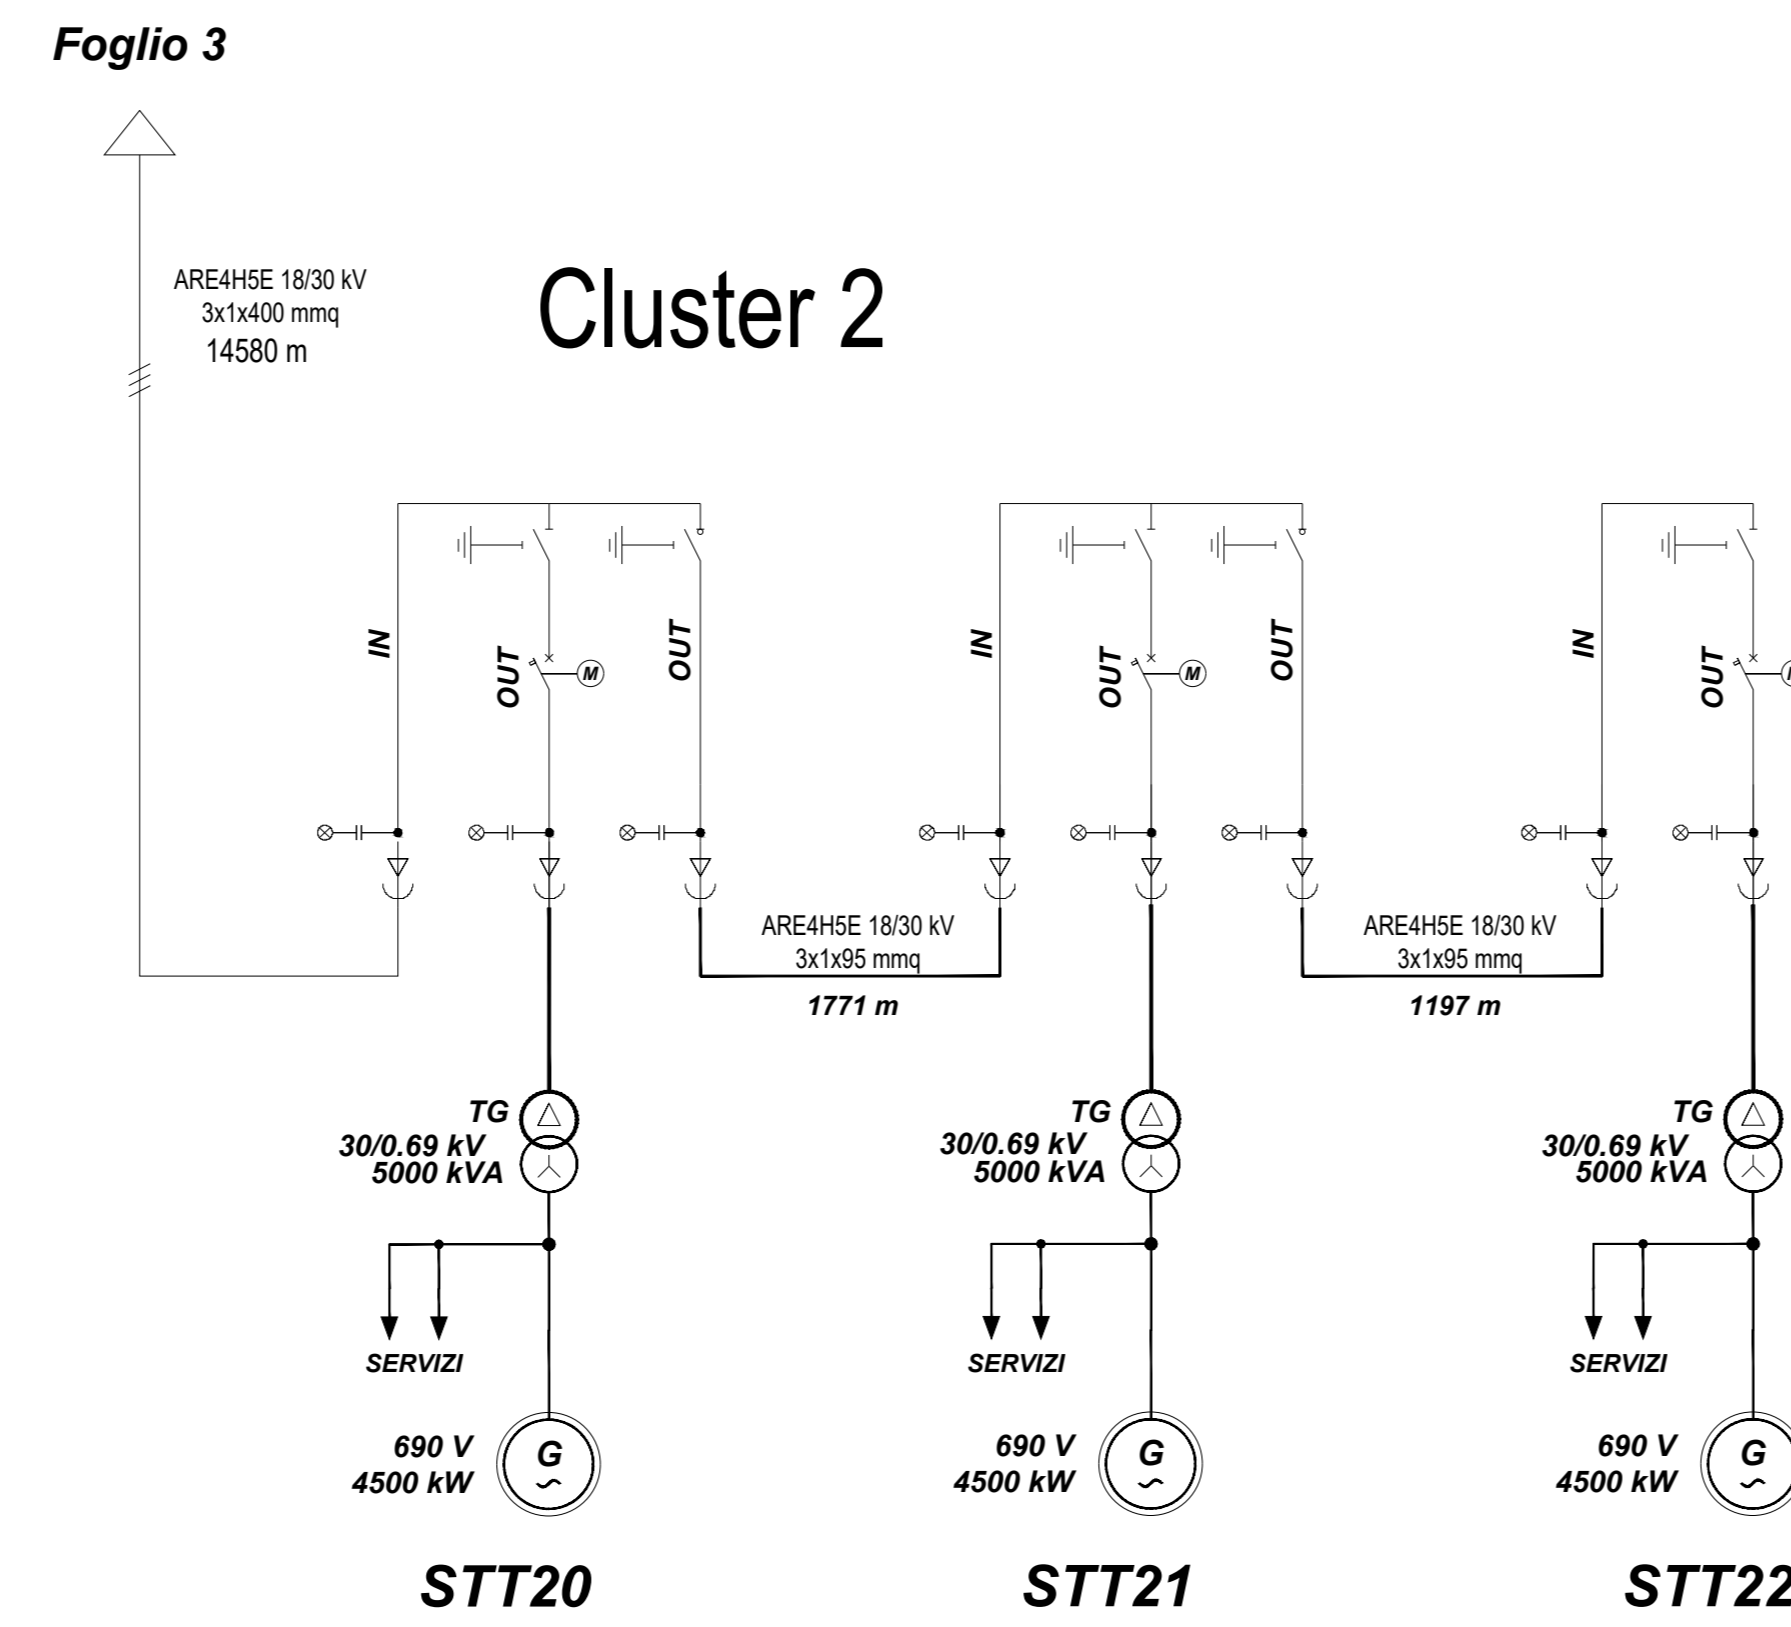 Foglio 3
ARE4H5E 18/30 kV
3x1x400 mmq
14580 m
Cluster 2
IN
OUT
M
OUT
IN
OUT
M
OUT
IN
OUT
ARE4H5E 18/30 kV
3x1x95 mmq
1771 m
ARE4H5E 18/30 kV
3x1x95 mmq
1197 m
TG
30/0.69 kV
5000 kVA
TG
30/0.69 kV
5000 kVA
TG
30/0.69 kV
5000 kVA
SERVIZI
SERVIZI
SERVIZI
690 V
4500 kW
G
690 V
4500 kW
G
690 V
4500 kW
G
STT20
STT21
STT22